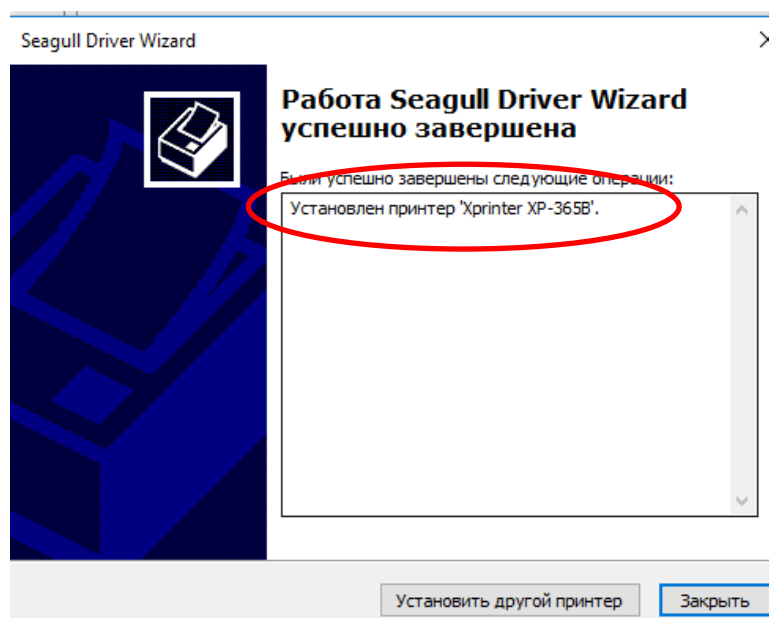 Seagull Driver Wizard
Работа Seagull Driver Wizard
успешно завершена
Были успешно завершены следующие операции:
Установлен принтер 'Xprinter XP-365B'.
Установить другой принтер
Закрыть